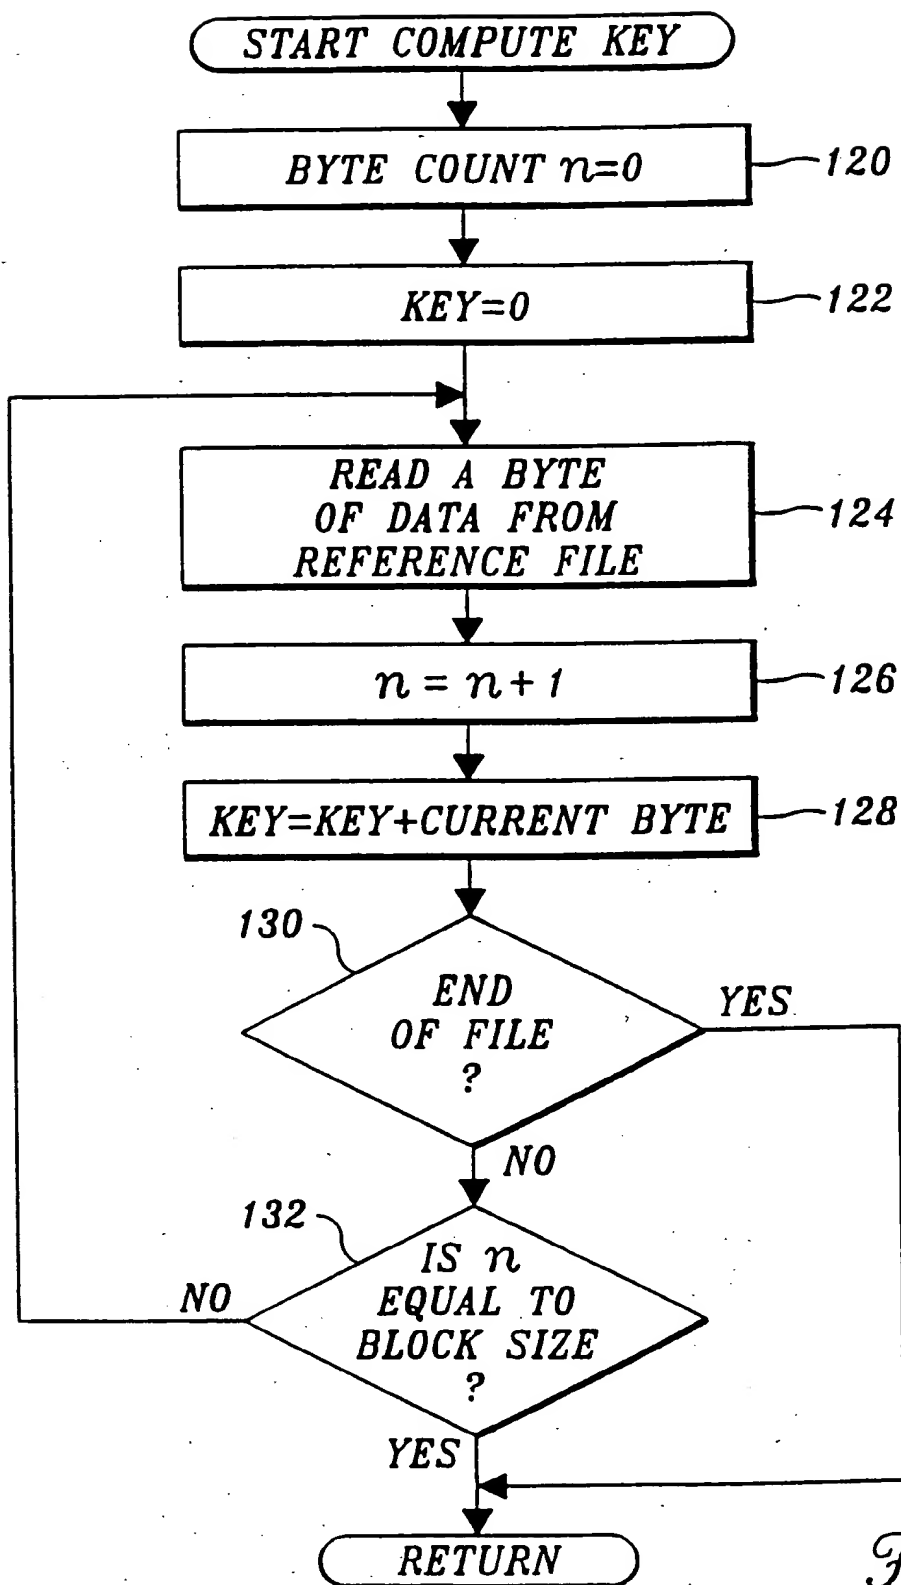 START COMPUTE KEY
BYTE COUNT n=0
120
KEY=0
122
READ A BYTE
OF DATA FROM
REFERENCE FILE
124
n = n + 1
126
KEY=KEY+CURRENT BYTE
128
130
END
OF FILE
?
YES
NO
132
IS n
EQUAL TO
BLOCK SIZE
?
NO
YES
RETURN